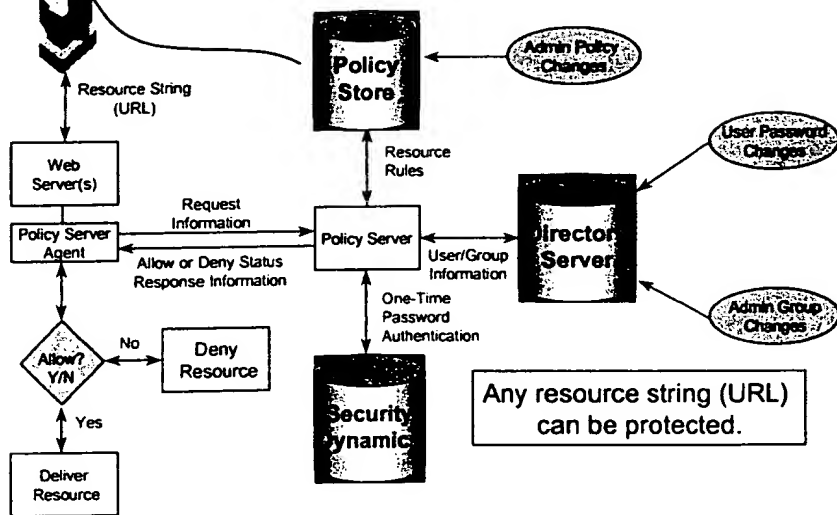 Admin Policy
Changes
Policy
Store
Resource String
(URL)
User Password
Changes
Web
Server(s)
Resource
Rules
Request
Information
Policy Server
Agent
Policy Server
Director
Server
Allow or Deny Status
Response Information
User/Group
Information
One-Time
Password
Authentication
Admin Group
Changes
Allow?
Y/N
No
Deny
Resource
Any resource string (URL)
can be protected.
Security
Dynamic
Yes
Deliver
Resource